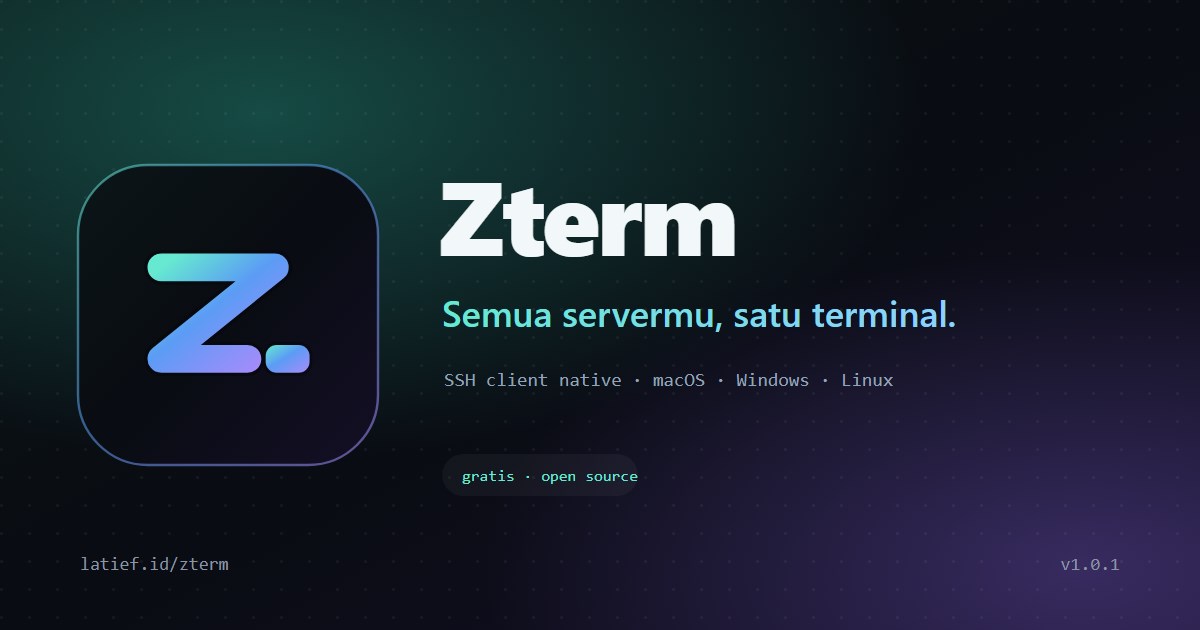 Z.
Zterm
Semua servermu, satu terminal.
SSH client native · macOS · Windows · Linux
gratis · open source
latief.id/zterm
v1.0.1